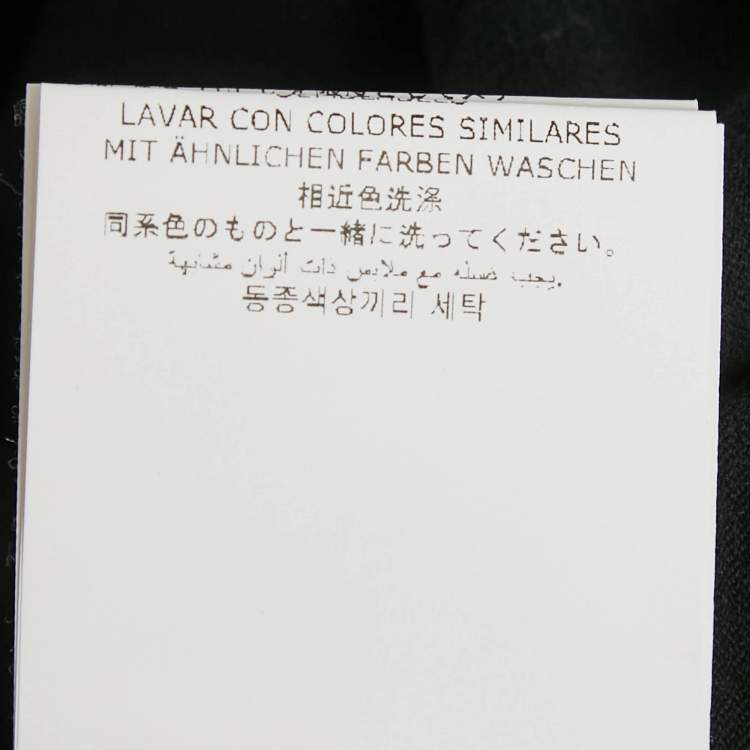 LAVAR CON COLORES SIMILARES
MIT ÄHNLICHEN FARBEN WASCHEN
相近色洗涤
同系色のものと一緒に洗ってください。
يجب غسله مع ملابس ذات ألوان متشابهة.
동종색상끼리 세탁